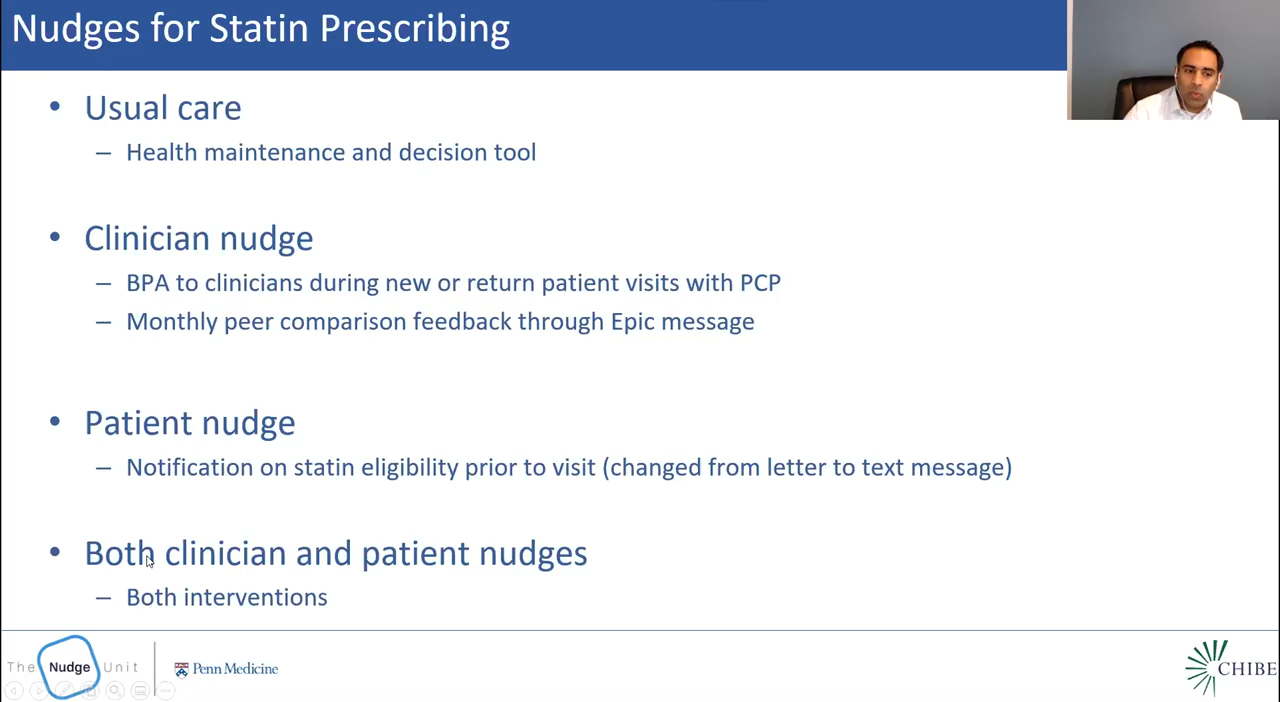 Nudges for Statin Prescribing
• Usual care
– Health maintenance and decision tool
• Clinician nudge
– BPA to clinicians during new or return patient visits with PCP
– Monthly peer comparison feedback through Epic message
• Patient nudge
– Notification on statin eligibility prior to visit (changed from letter to text message)
• Both clinician and patient nudges
– Both interventions
The Nudge Unit
Penn Medicine
CHIBE